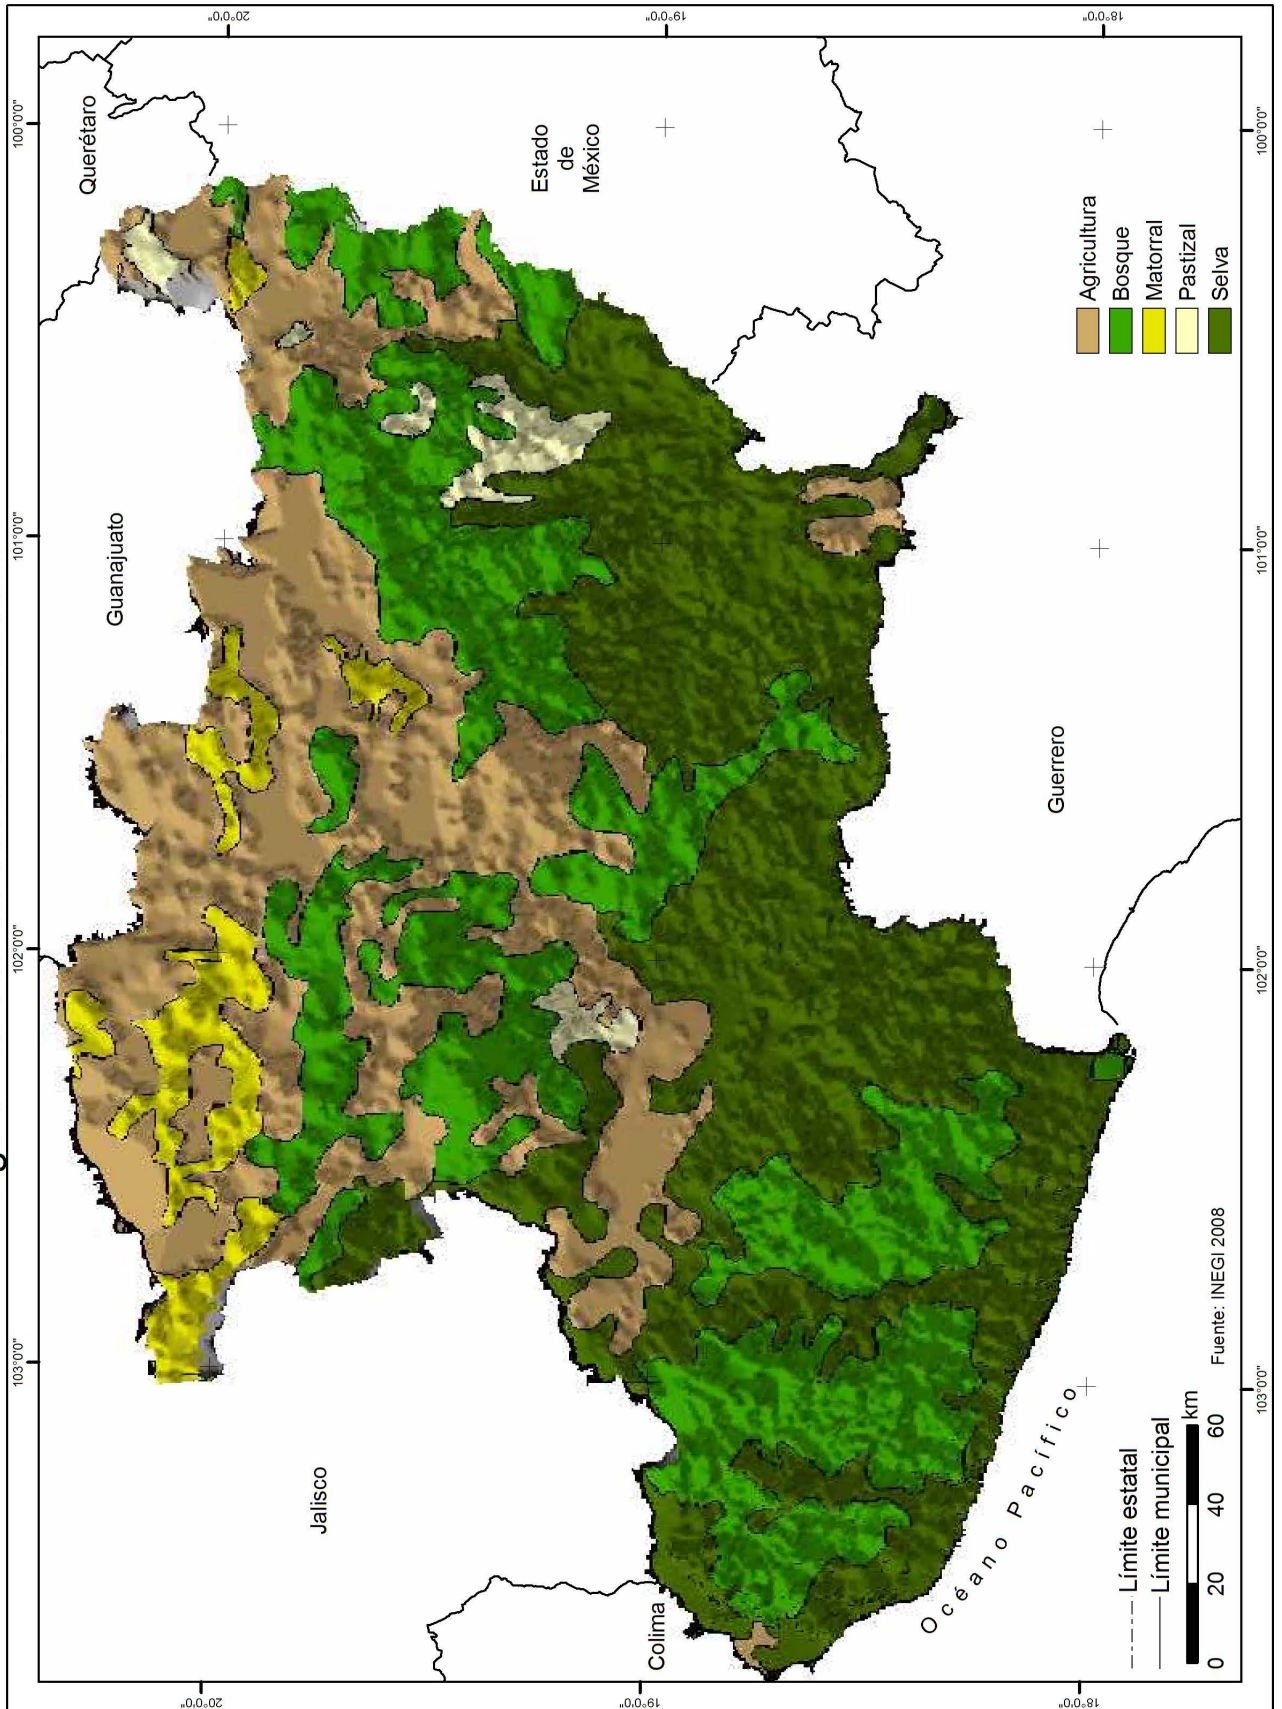 103°0'0"
102°0'0"
101°0'0"
100°0'0"
20°0'0"
20°0'0"
Querétaro
Guanajuato
Jalisco
Estado
de
México
19°0'0"
19°0'0"
Colima
Guerrero
Océano Pacífico
Agricultura
Bosque
Matorral
Pastizal
Selva
Límite estatal
Límite municipal
km
0 20 40 60
Fuente: INEGI 2008
18°0'0"
18°0'0"
103°0'0"
102°0'0"
101°0'0"
100°0'0"